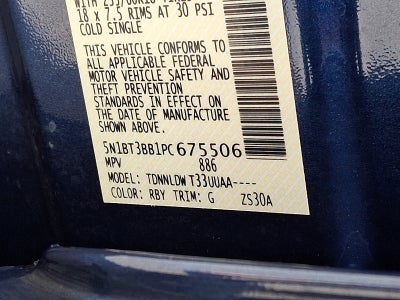 18 x 7.5 RIMS AT 30 PSI
COLD SINGLE
THIS VEHICLE CONFORMS TO
ALL APPLICABLE FEDERAL
MOTOR VEHICLE SAFETY AND
THEFT PREVENTION
STANDARDS IN EFFECT ON
THE DATE OF MANUFACTURE
SHOWN ABOVE.
5N1BT3BB1PC675506
MPV 886
MODEL: TDNNLDWT33UUAA----
COLOR: RBY TRIM: G ZS30A